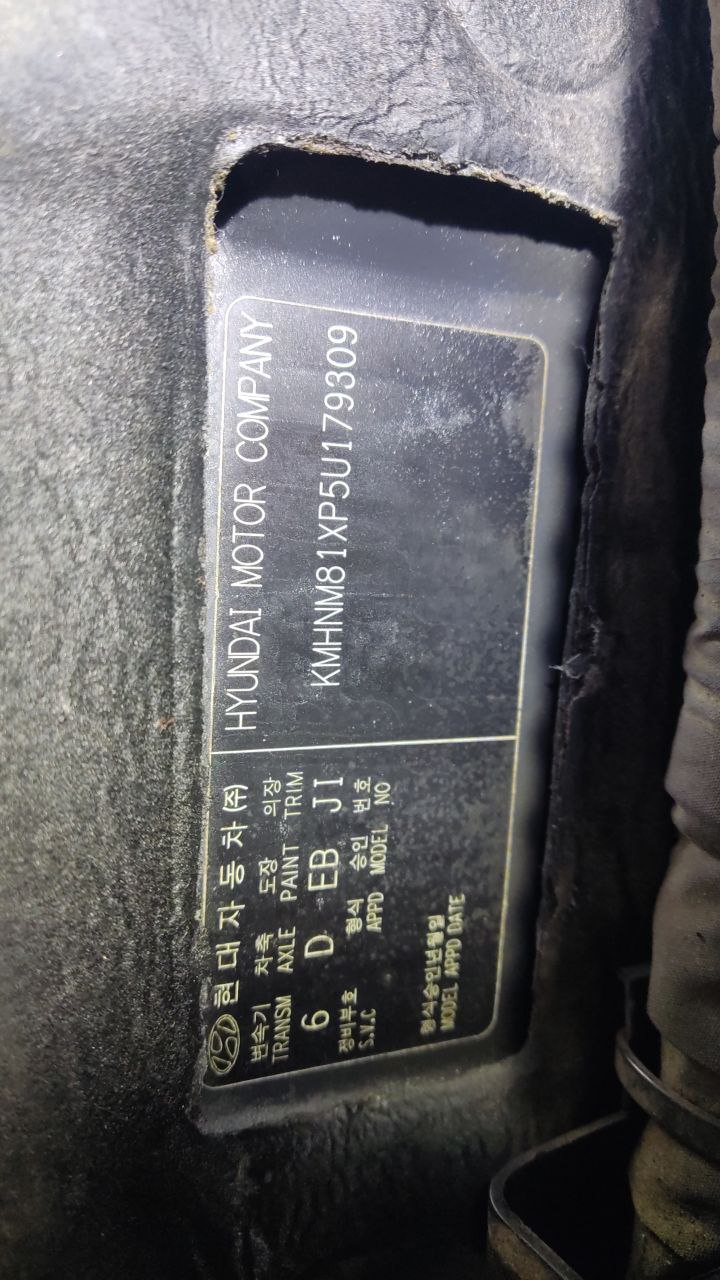 현대자동차(주) HYUNDAI MOTOR COMPANY
변속기 차축 도장 의장
TRANSM AXLE PAINT TRIM
6 D EB JI
KMHNM81XP5U179309
정비부호 형식 승인 번호
S.V.C APPD MODEL NO
형식승인년월일
MODEL APPD DATE